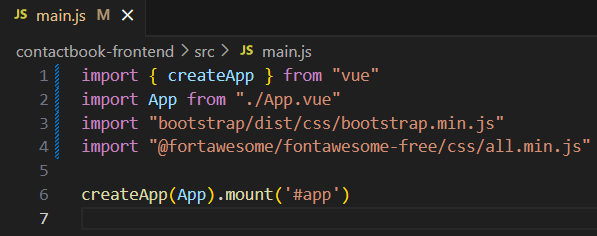 JS main.js M ×
contactbook-frontend > src > JS main.js
1 import { createApp } from "vue"
2 import App from "./App.vue"
3 import "bootstrap/dist/css/bootstrap.min.js"
4 import "@fortawesome/fontawesome-free/css/all.min.js"
5
6 createApp(App).mount('#app')
7